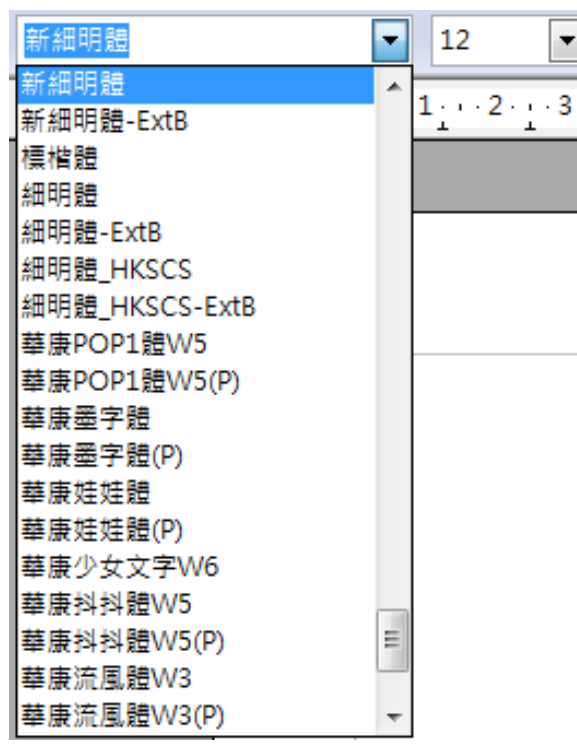 新細明體
12
1 2 3
新細明體
新細明體-ExtB
標楷體
細明體
細明體-ExtB
細明體_HKSCS
細明體_HKSCS-ExtB
華康POP1體W5
華康POP1體W5(P)
華康墨字體
華康墨字體(P)
華康娃娃體
華康娃娃體(P)
華康少女文字W6
華康抖抖體W5
華康抖抖體W5(P)
華康流風體W3
華康流風體W3(P)